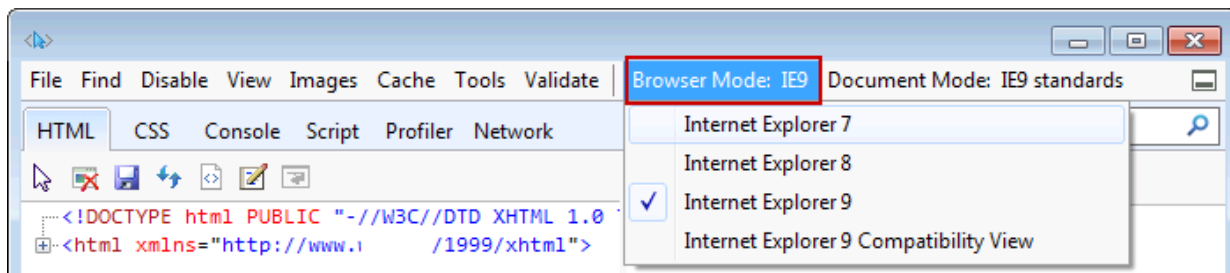 File Find Disable View Images Cache Tools Validate | Browser Mode: IE9 Document Mode: IE9 standards
HTML CSS Console Script Profiler Network
Internet Explorer 7
Internet Explorer 8
Internet Explorer 9
Internet Explorer 9 Compatibility View
<!DOCTYPE html PUBLIC "-//W3C//DTD XHTML 1.0
<html xmlns="http://www. /1999/xhtml">